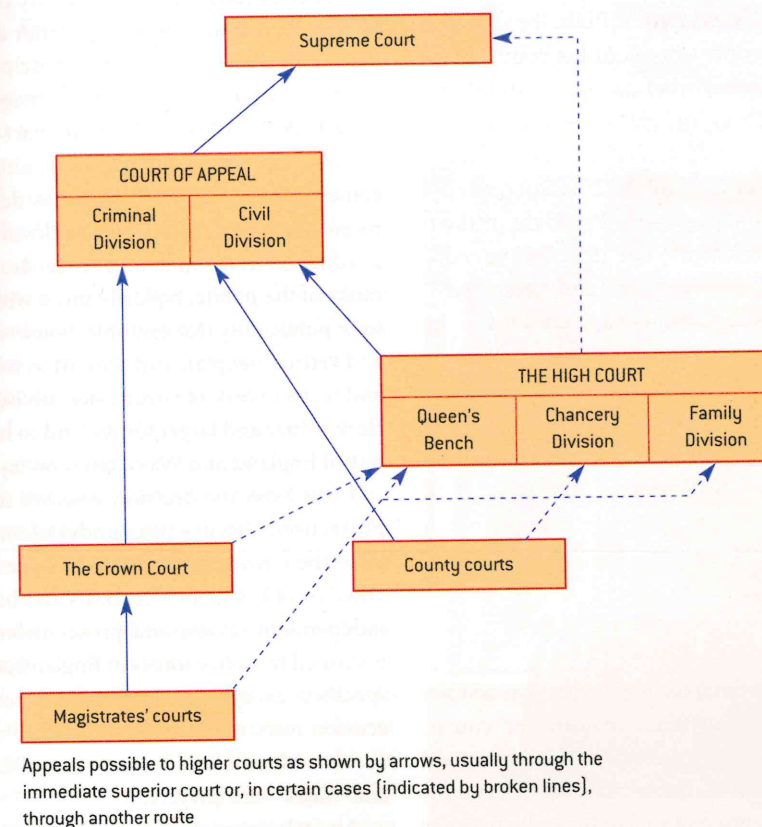 Supreme Court
COURT OF APPEAL
Criminal
Division
Civil
Division
THE HIGH COURT
Queen's
Bench
Chancery
Division
Family
Division
The Crown Court
County courts
Magistrates' courts
Appeals possible to higher courts as shown by arrows, usually through the
immediate superior court or, in certain cases (indicated by broken lines),
through another route